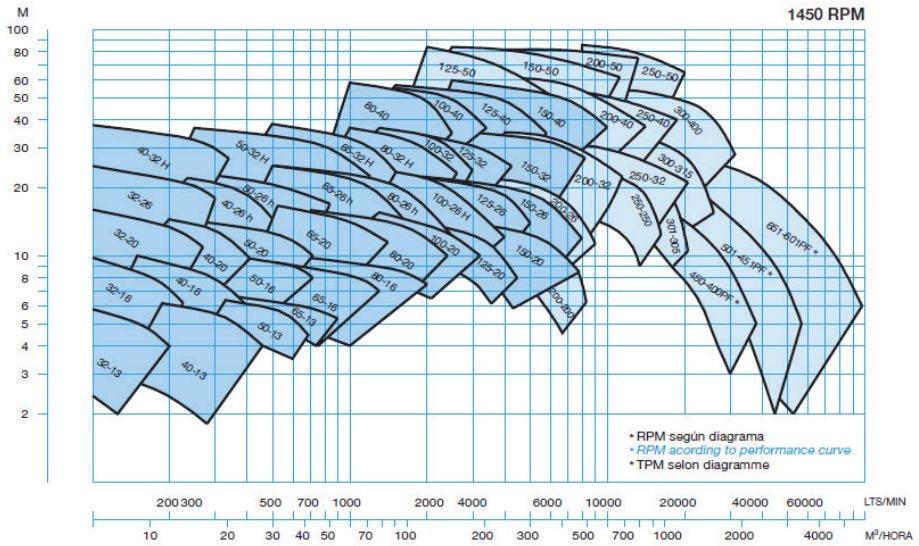 M
1450 RPM
100
80
60
50
40
30
20
10
8
6
5
4
3
2
125-50
150-50
200-50
250-50
80-40
100-40
125-40
150-40
200-40
250-40
300-400
40-32 H
50-32 H
65-32 H
80-32 H
100-32
125-32
150-32
200-32
250-32
300-315
32-26
40-26 h
50-26 h
65-26 h
80-26 h
100-26 H
125-26
150-26
200-26
250-250
301-305
651-601PF *
32-20
40-20
50-20
65-20
80-20
100-20
125-20
150-20
200-400
450-400PF *
501-451PF *
32-16
40-16
50-16
65-16
80-16
32-13
40-13
50-13
65-13
* RPM según diagrama
* RPM acording to performance curve
* TPM selon diagramme
200 300 500 700 1000 2000 4000 6000 10000 20000 40000 60000 LTS/MIN
10 20 30 40 50 70 100 200 300 500 700 1000 2000 4000 M³/HORA